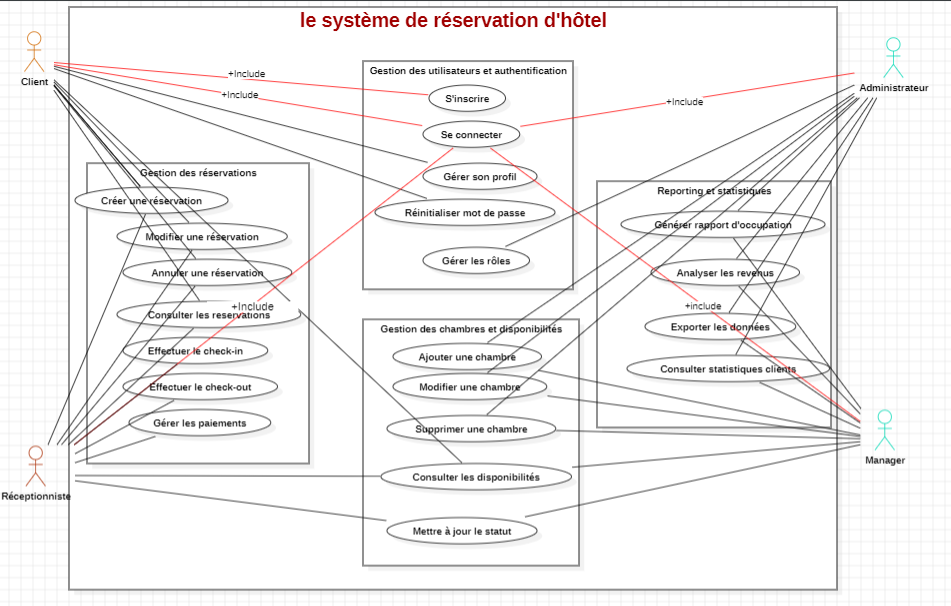 le système de réservation d'hôtel
Client
Administrateur
+Include
+Include
+Include
Gestion des utilisateurs et authentification
S'inscrire
Se connecter
Gérer son profil
Réinitialiser mot de passe
Gérer les rôles
Gestion des réservations
Créer une réservation
Modifier une réservation
Annuler une réservation
+Include
Consulter les reservations
Effectuer le check-in
Effectuer le check-out
Gérer les paiements
Reporting et statistiques
Générer rapport d'occupation
Analyser les revenus
+include
Exporter les données
Consulter statistiques clients
Gestion des chambres et disponibilités
Ajouter une chambre
Modifier une chambre
Supprimer une chambre
Consulter les disponibilités
Mettre à jour le statut
Réceptionniste
Manager